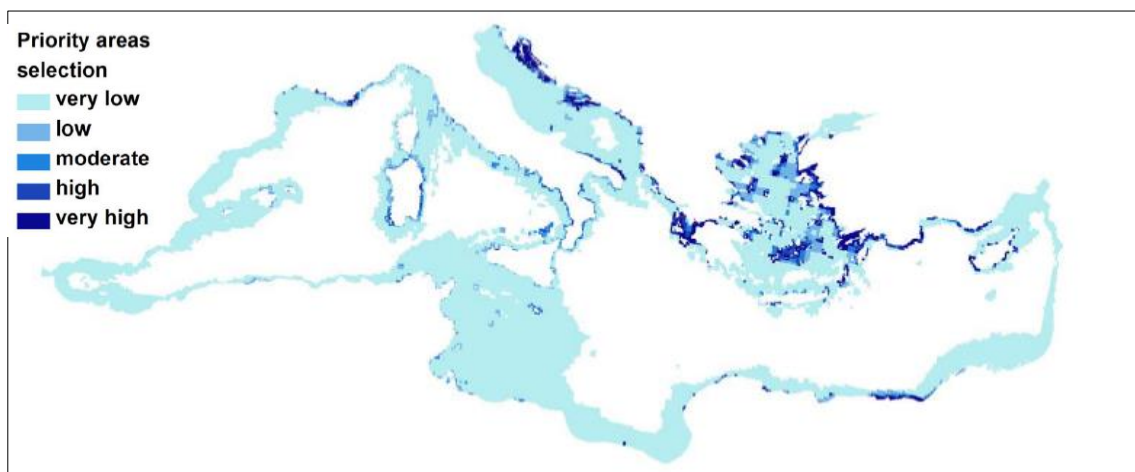 Priority areas
selection
very low
low
moderate
high
very high